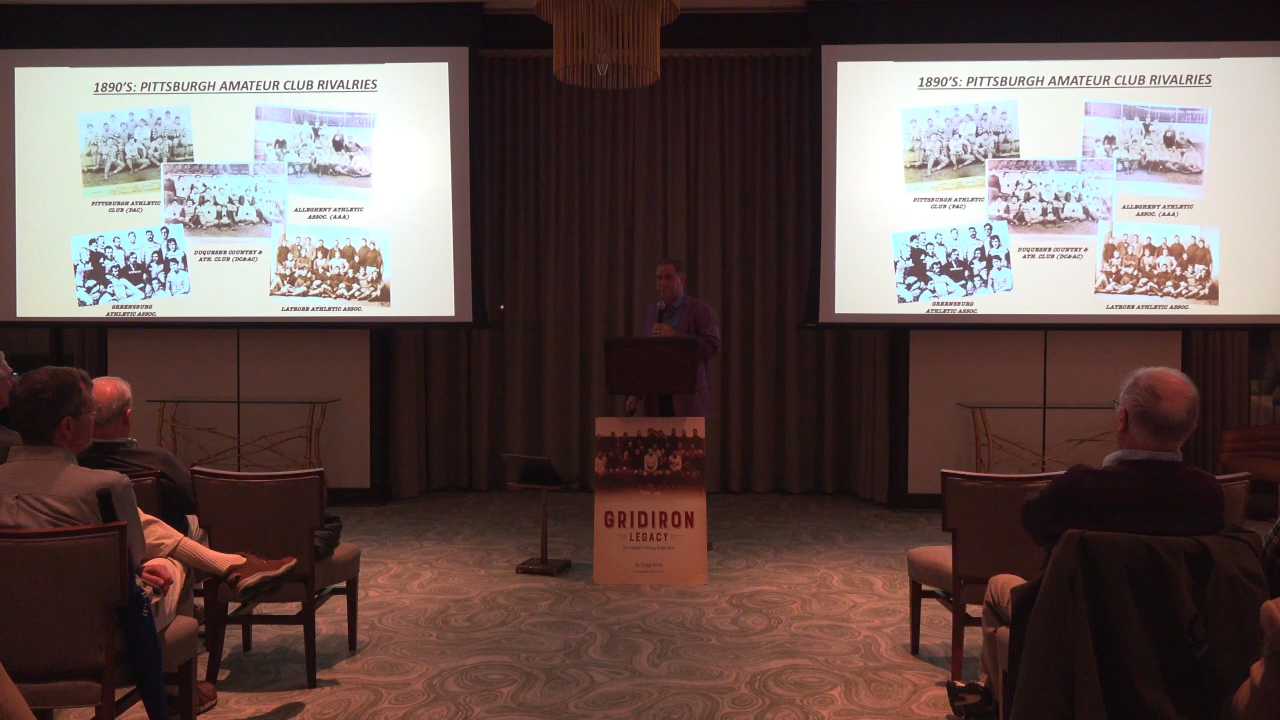 1890'S: PITTSBURGH AMATEUR CLUB RIVALRIES
PITTSBURGH ATHLETIC
CLUB (PAC)
ALLEGHENY ATHLETIC
ASSOC. (AAA)
DUQUESNE COUNTRY &
ATH. CLUB (DC&AC)
GREENSBURG
ATHLETIC ASSOC.
LATROBE ATHLETIC ASSOC.
1890'S: PITTSBURGH AMATEUR CLUB RIVALRIES
PITTSBURGH ATHLETIC
CLUB (PAC)
ALLEGHENY ATHLETIC
ASSOC. (AAA)
DUQUESNE COUNTRY &
ATH. CLUB (DC&AC)
GREENSBURG
ATHLETIC ASSOC.
LATROBE ATHLETIC ASSOC.
GRIDIRON
LEGACY